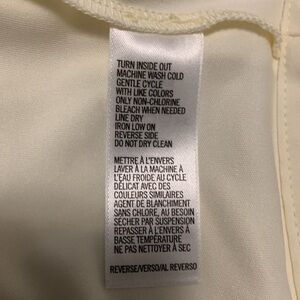 TURN INSIDE OUT
MACHINE WASH COLD
GENTLE CYCLE
WITH LIKE COLORS
ONLY NON-CHLORINE
BLEACH WHEN NEEDED
LINE DRY
IRON LOW ON
REVERSE SIDE
DO NOT DRY CLEAN
METTRE À L'ENVERS
LAVER À LA MACHINE À
L'EAU FROIDE AU CYCLE
DÉLICAT AVEC DES
COULEURS SIMILAIRES
AGENT DE BLANCHIMENT
SANS CHLORE, AU BESOIN
SÉCHER PAR SUSPENSION
REPASSER À L'ENVERS À
BASSE TEMPÉRATURE
NE PAS NETTOYER À SEC
REVERSE/VERSO/AL REVERSO